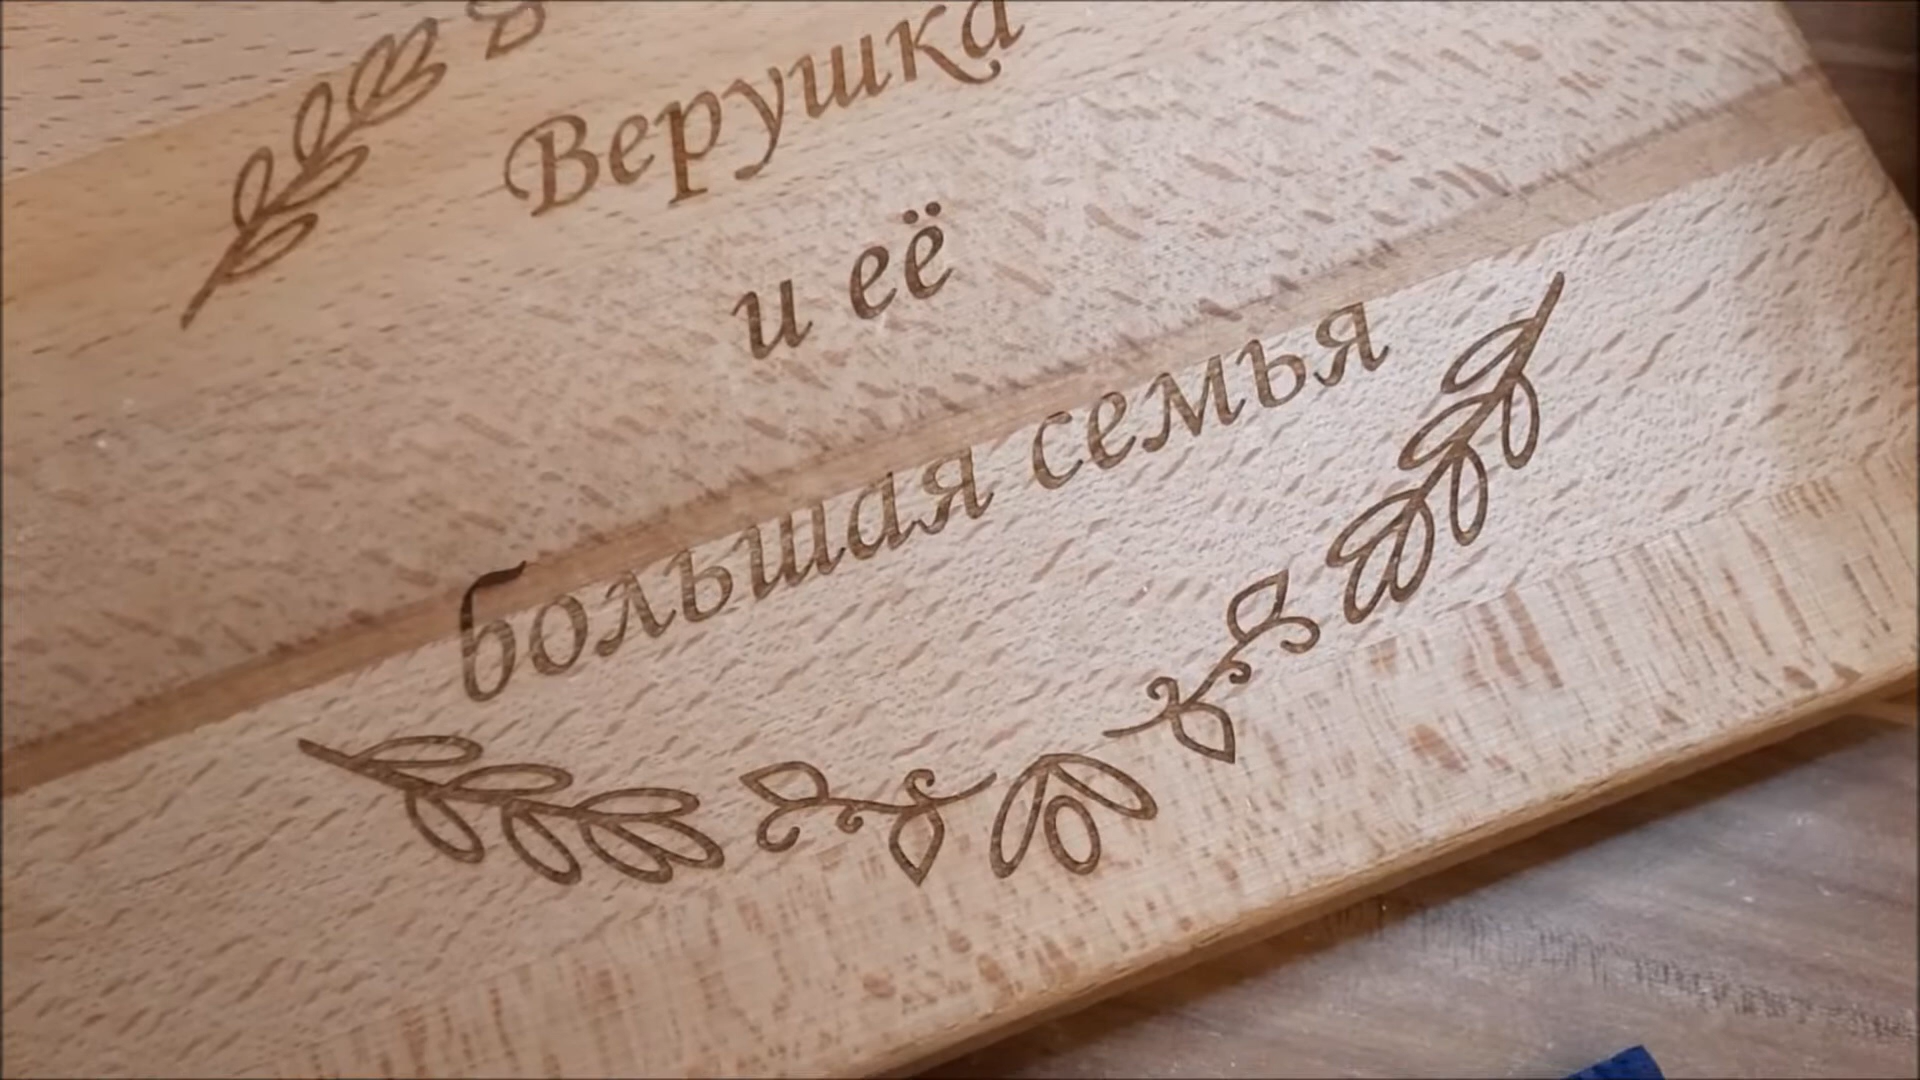 Верушка
и её
большая семья